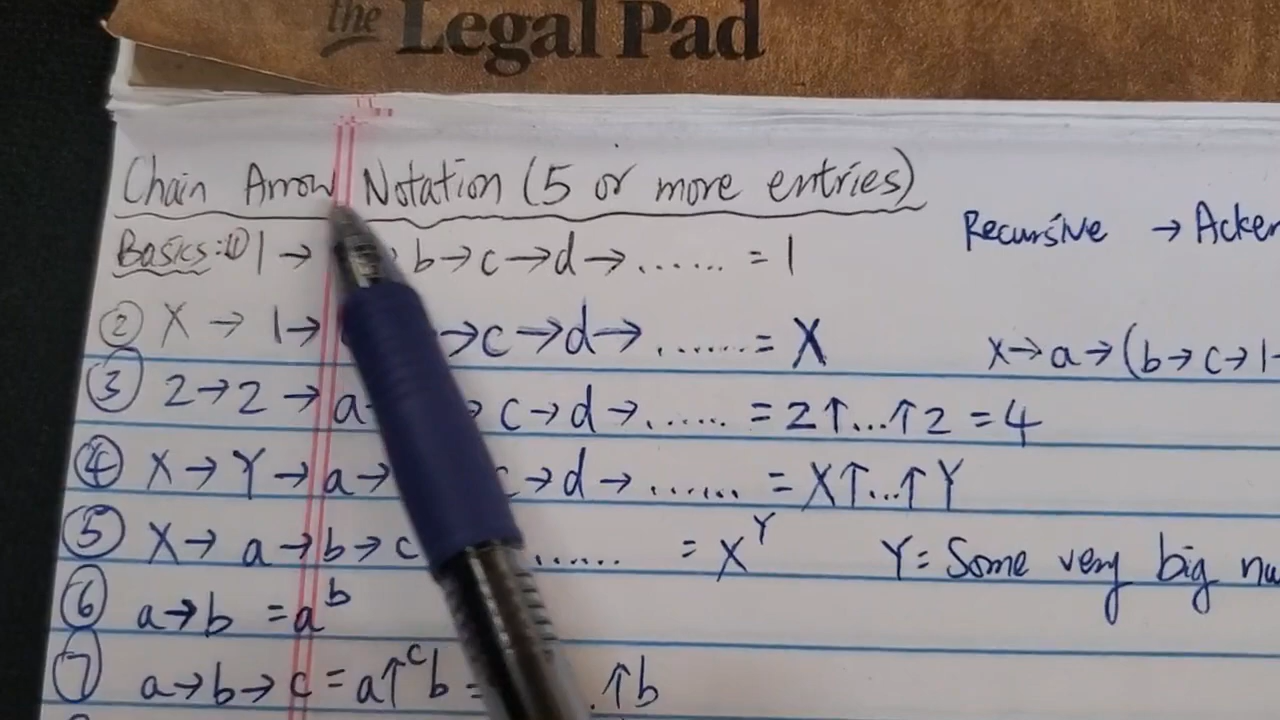 the Legal Pad
Chain Arrow Notation (5 or more entries)
Recursive → Acker
Basics: ① 1 → b→c→d→...... = 1
② X → 1→ →c→d→......= X
x→a→(b→c→1-
③ 2→2→a- c→d→...... = 2↑...↑2 = 4
④ X→Y→a→ →d→...... = X↑...↑Y
⑤ X→a→b→c ...... = X^Y Y = Some very big nu
⑥ a→b = a^b
⑦ a→b→c = a↑^c b = .↑b